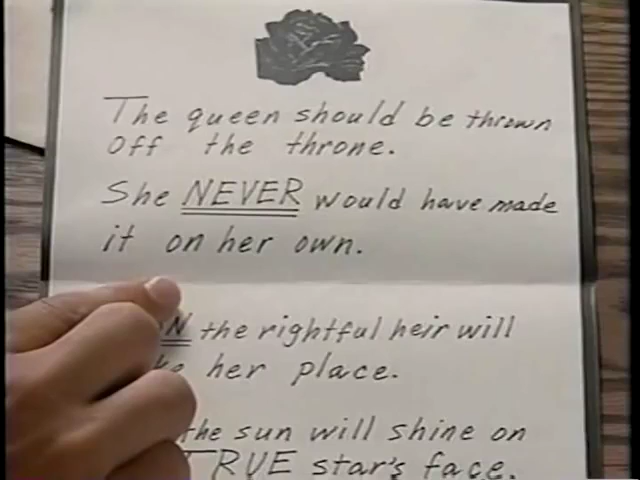 The queen should be thrown
off the throne.
She NEVER would have made
it on her own.
the rightful heir will
her place.
the sun will shine on
TRUE star's face.